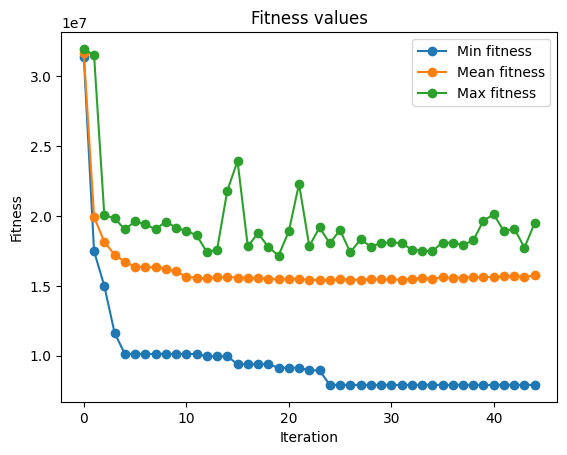 Fitness values
1e7
Min fitness
Mean fitness
Max fitness
3.0
2.5
2.0
1.5
1.0
Fitness
0 10 20 30 40
Iteration